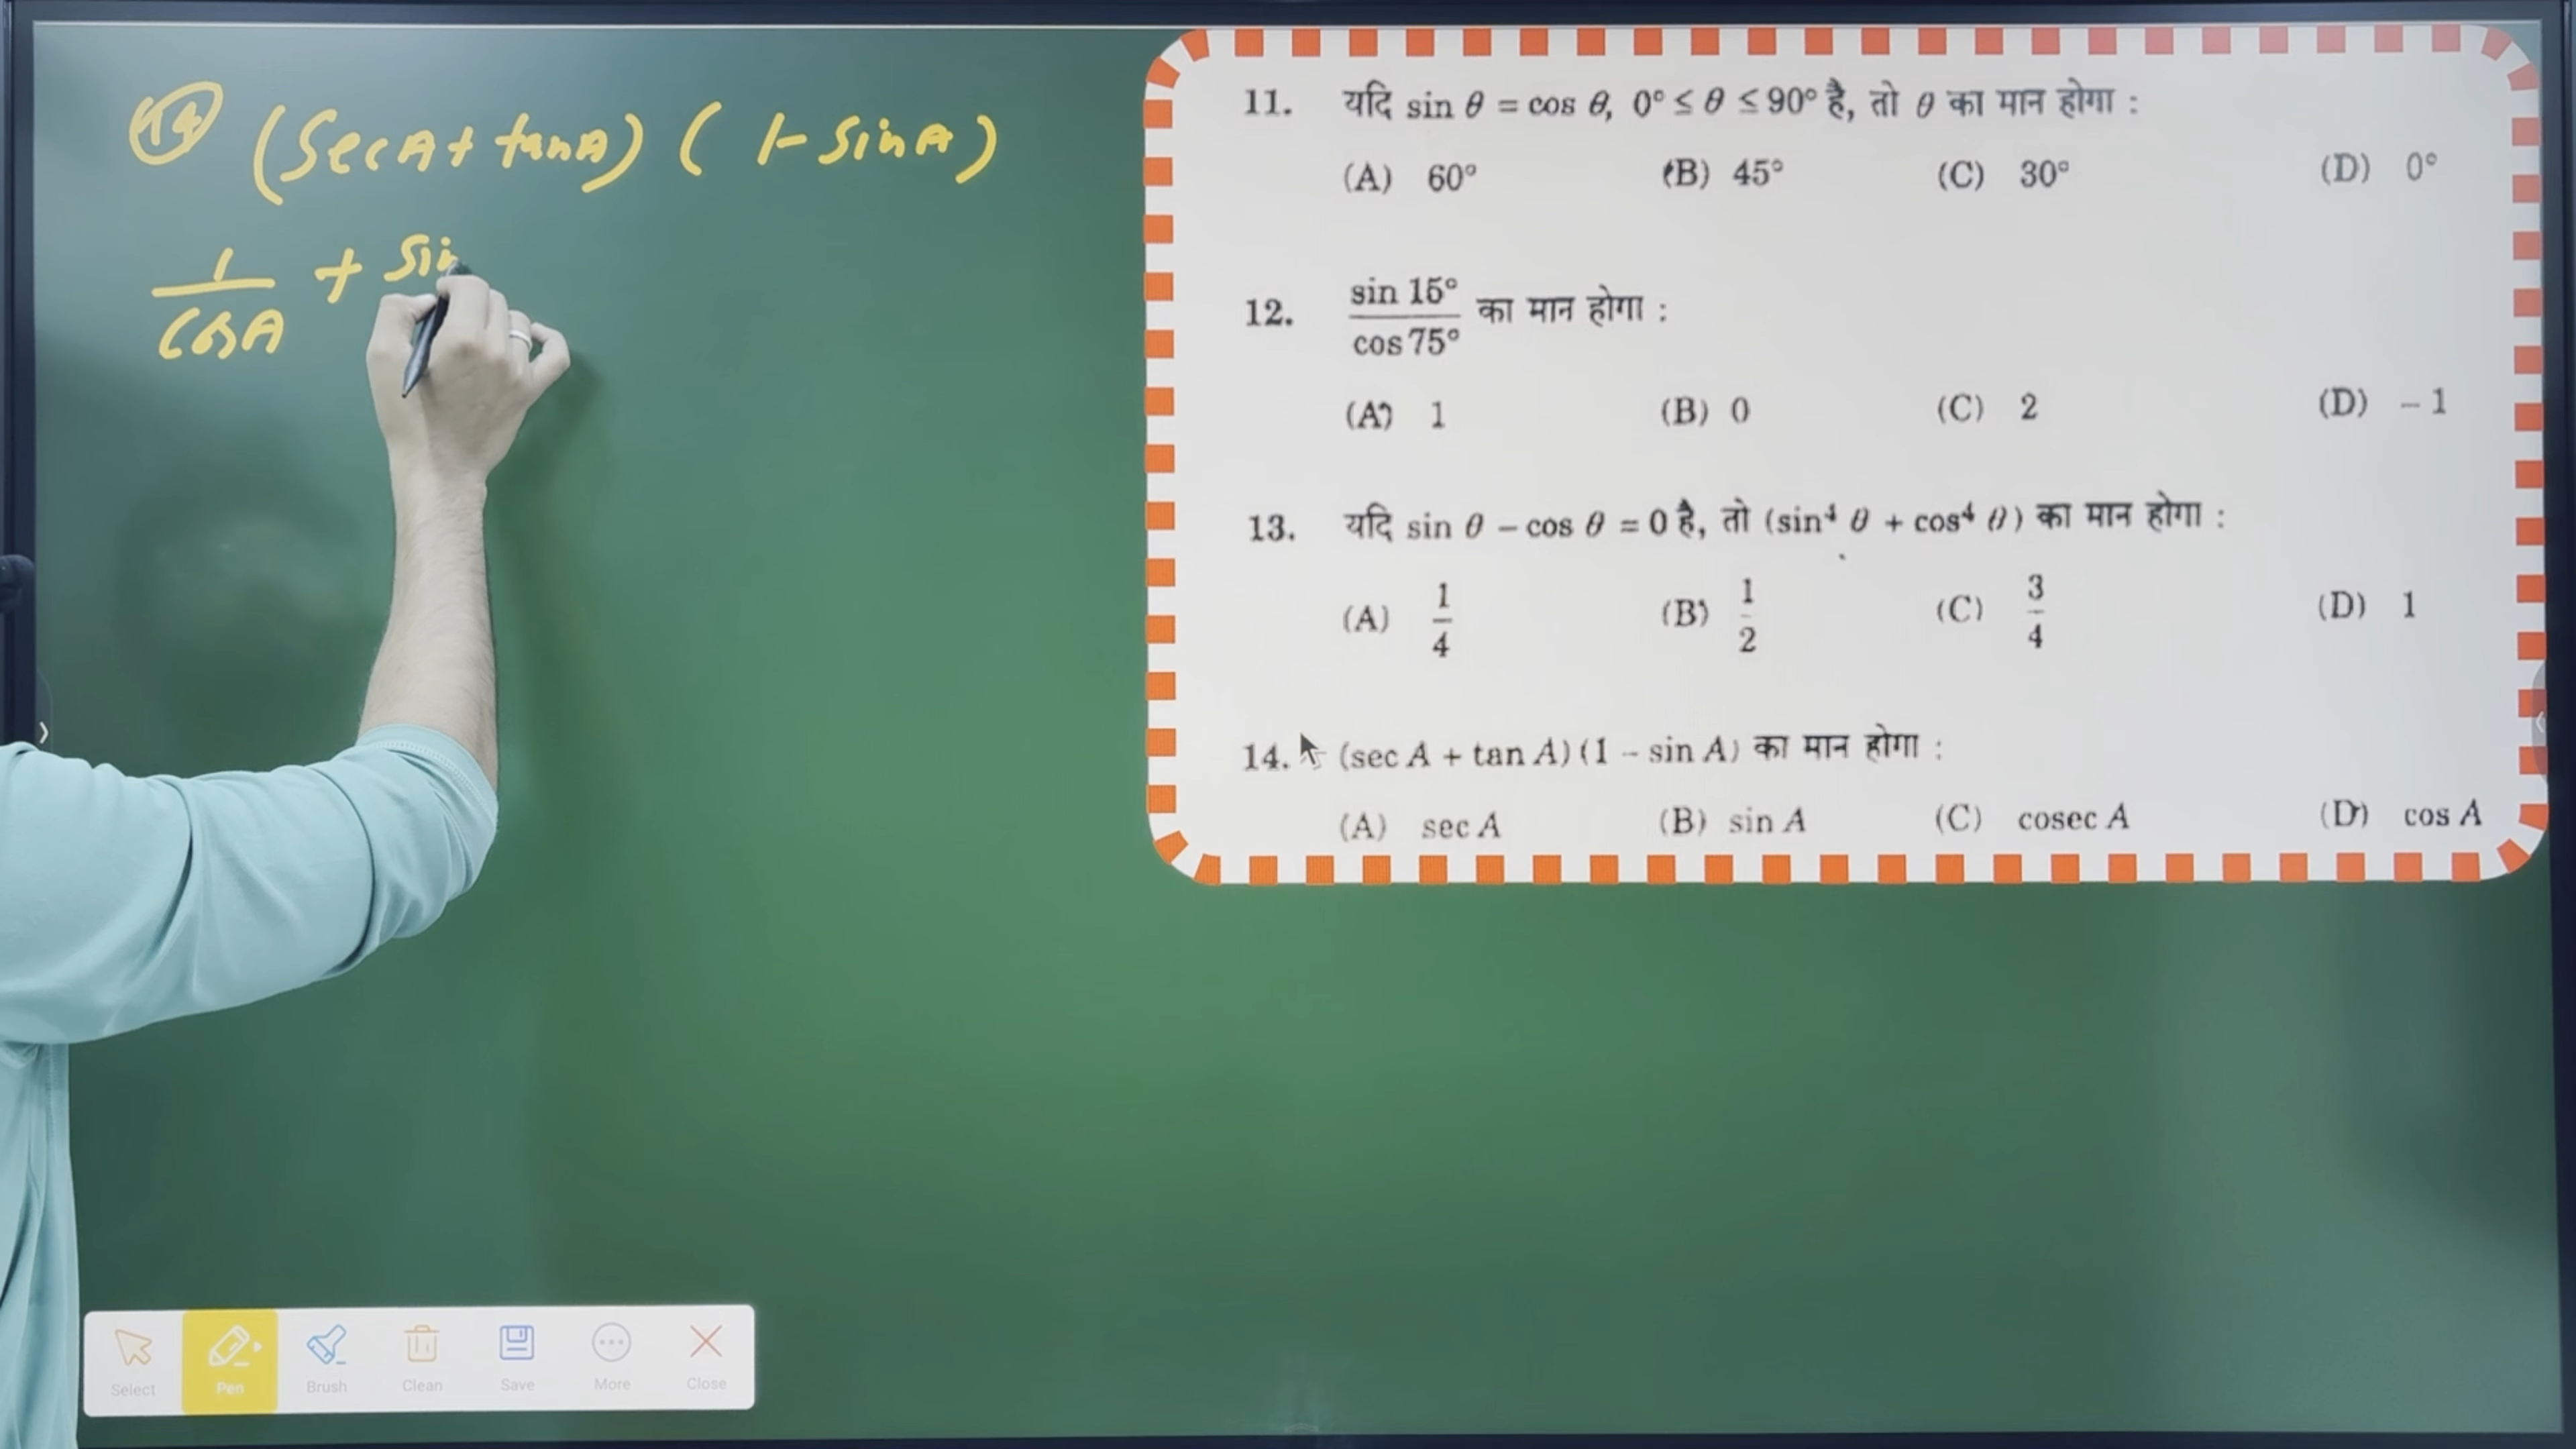 14 (SecA + tanA) ( 1 - SinA )
1/CosA + Sin
11. यदि sin θ = cos θ, 0° ≤ θ ≤ 90° है, तो θ का मान होगा :
(A) 60° (B) 45° (C) 30° (D) 0°
12. sin 15°/cos 75° का मान होगा :
(A) 1 (B) 0 (C) 2 (D) – 1
13. यदि sin θ – cos θ = 0 है, तो (sin⁴ θ + cos⁴ θ) का मान होगा :
(A) 1/4 (B) 1/2 (C) 3/4 (D) 1
14. (sec A + tan A) (1 – sin A) का मान होगा :
(A) sec A (B) sin A (C) cosec A (D) cos A
Select Pen Brush Clean Save More Close